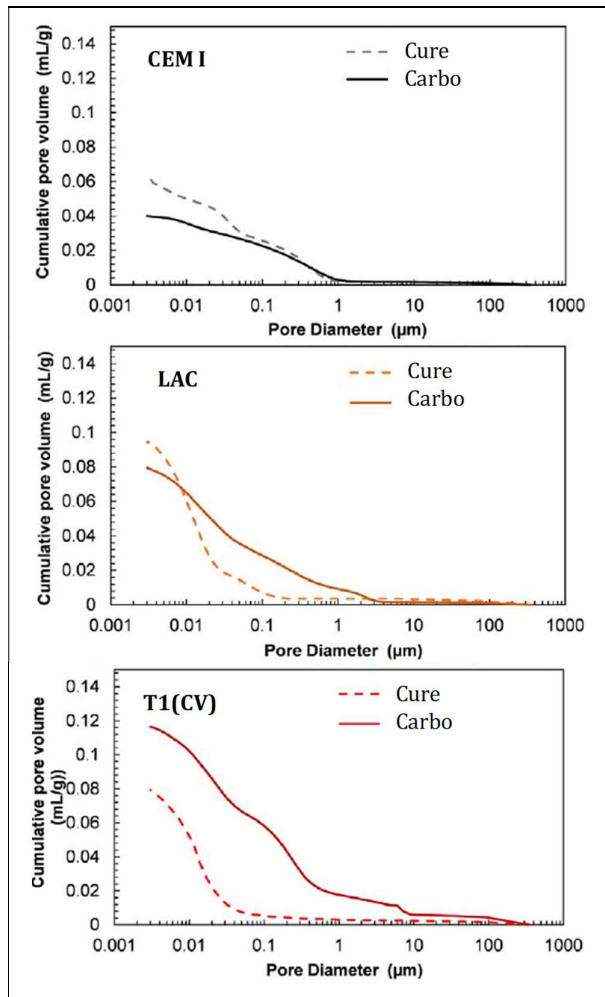 CEM I
Cure
Carbo
Cumulative pore volume (mL/g)
0.14
0.12
0.1
0.08
0.06
0.04
0.02
0
0.001 0.01 0.1 1 10 100 1000
Pore Diameter (µm)
LAC
Cure
Carbo
Cumulative pore volume (mL/g)
0.14
0.12
0.1
0.08
0.06
0.04
0.02
0
0.001 0.01 0.1 1 10 100 1000
Pore Diameter (µm)
T1(CV)
Cure
Carbo
Cumulative pore volume
(mL/g))
0.14
0.12
0.1
0.08
0.06
0.04
0.02
0
0.001 0.01 0.1 1 10 100 1000
Pore Diameter (µm)